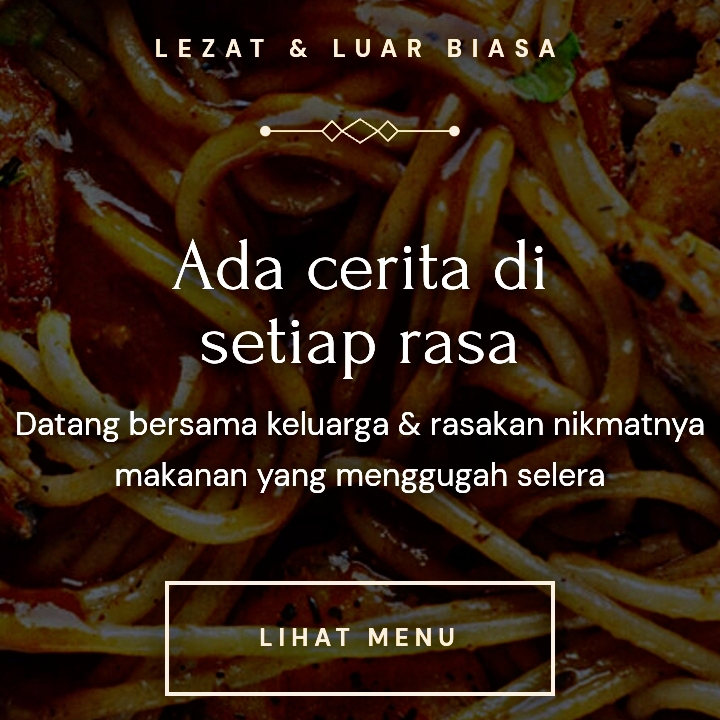 LEZAT & LUAR BIASA
Ada cerita di
setiap rasa
Datang bersama keluarga & rasakan nikmatnya
makanan yang menggugah selera
LIHAT MENU